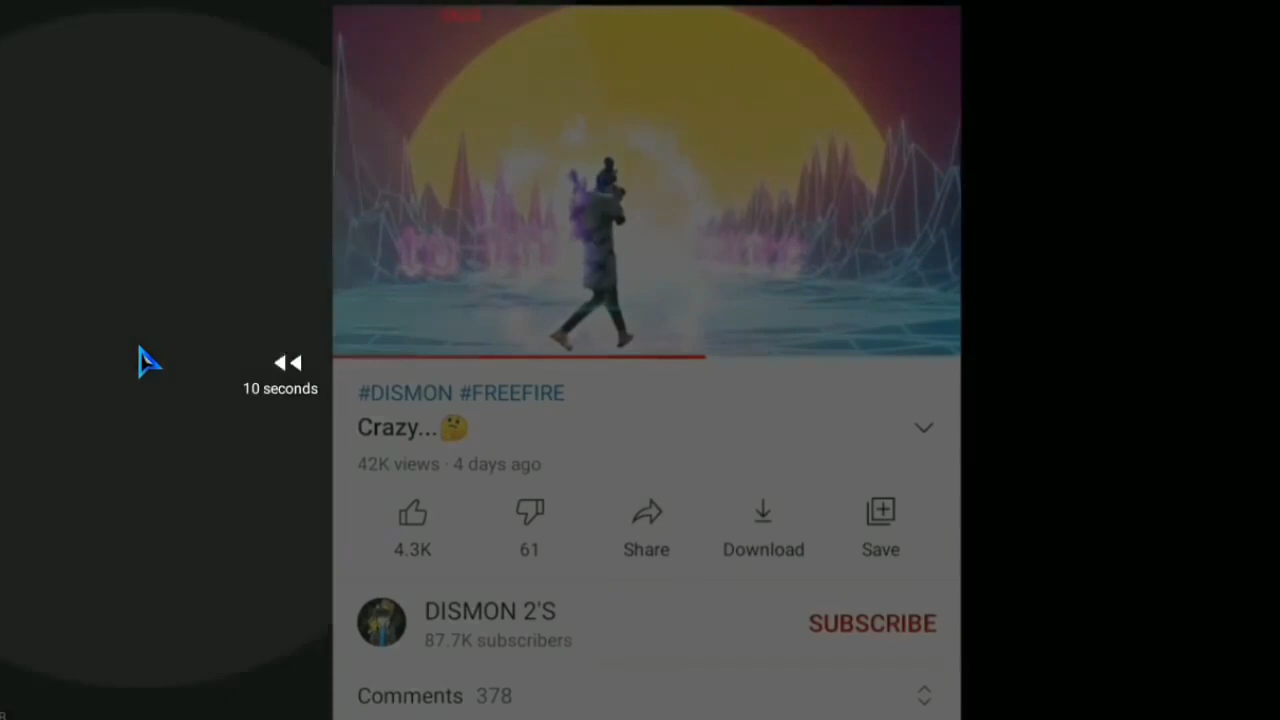 10 seconds
#DISMON #FREEFIRE
Crazy...🤔
42K views · 4 days ago
4.3K
61
Share
Download
Save
DISMON 2'S
87.7K subscribers
SUBSCRIBE
Comments 378